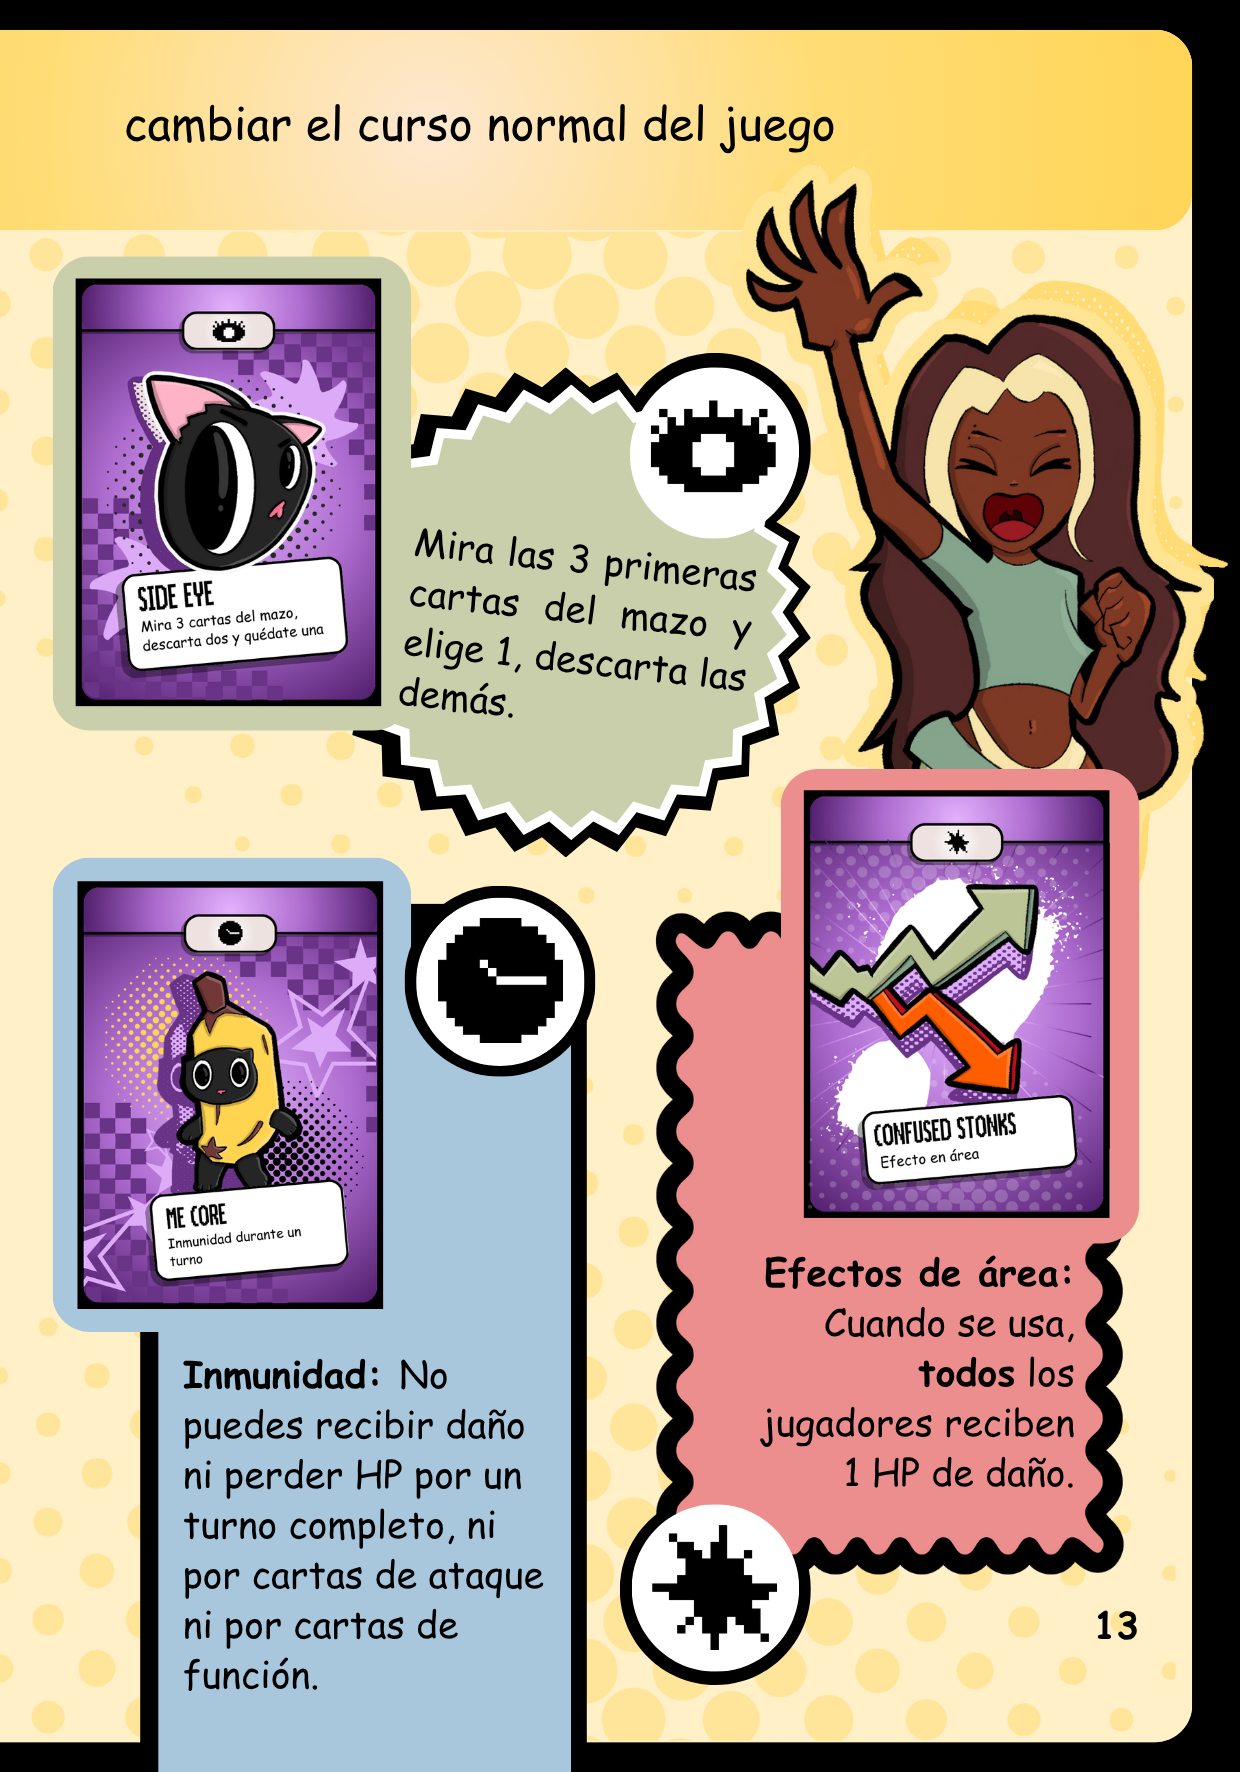 cambiar el curso normal del juego
SIDE EYE
Mira 3 cartas del mazo,
descarta dos y quédate una
Mira las 3 primeras
cartas del mazo y
elige 1, descarta las
demás.
ME CORE
Inmunidad durante un
turno
Inmunidad: No
puedes recibir daño
ni perder HP por un
turno completo, ni
por cartas de ataque
ni por cartas de
función.
CONFUSED STONKS
Efecto en área
Efectos de área:
Cuando se usa,
todos los
jugadores reciben
1 HP de daño.
13